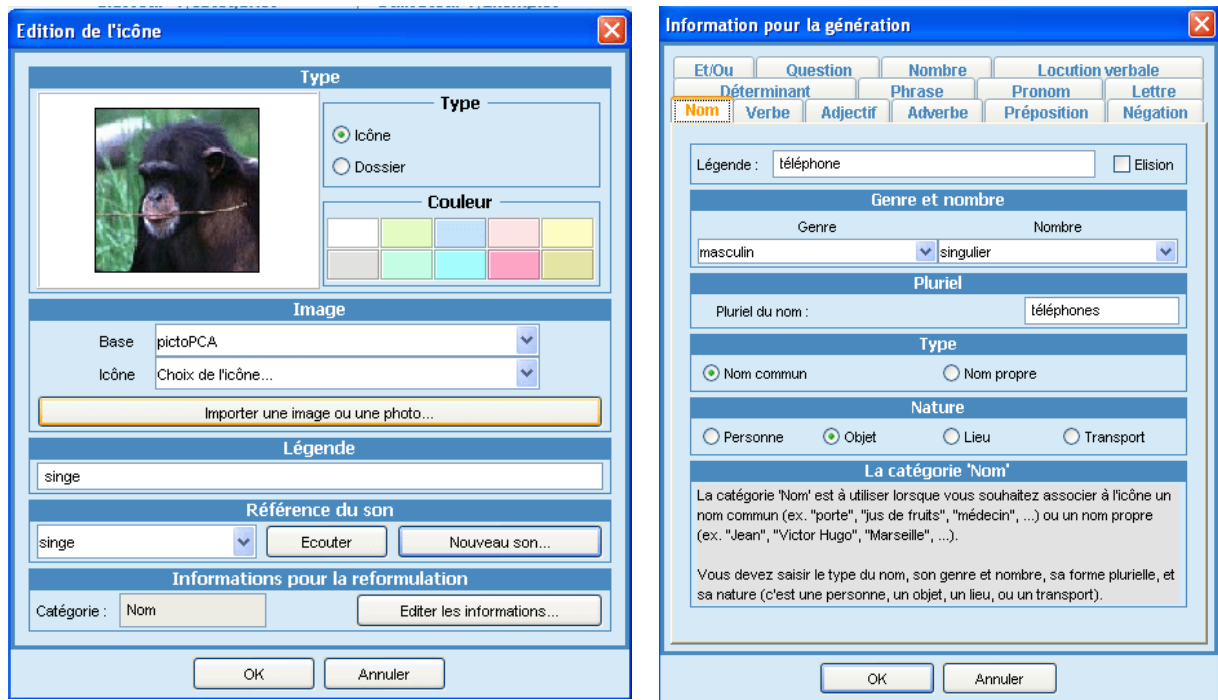 Edition de l'icône
Type
Type
Icône
Dossier
Couleur
Image
Base pictoPCA
Icône Choix de l'icône...
Importer une image ou une photo...
Légende
singe
Référence du son
singe Ecouter Nouveau son...
Informations pour la reformulation
Catégorie : Nom Editer les informations...
OK Annuler
Information pour la génération
Et/Ou Question Nombre Locution verbale
Déterminant Phrase Pronom Lettre
Nom Verbe Adjectif Adverbe Préposition Négation
Légende : téléphone Elision
Genre et nombre
Genre Nombre
masculin singulier
Pluriel
Pluriel du nom : téléphones
Type
Nom commun Nom propre
Nature
Personne Objet Lieu Transport
La catégorie 'Nom'
La catégorie 'Nom' est à utiliser lorsque vous souhaitez associer à l'icône un
nom commun (ex. "porte", "jus de fruits", "médecin", ...) ou un nom propre
(ex. "Jean", "Victor Hugo", "Marseille", ...).
Vous devez saisir le type du nom, son genre et nombre, sa forme plurielle, et
sa nature (c'est une personne, un objet, un lieu, ou un transport).
OK Annuler